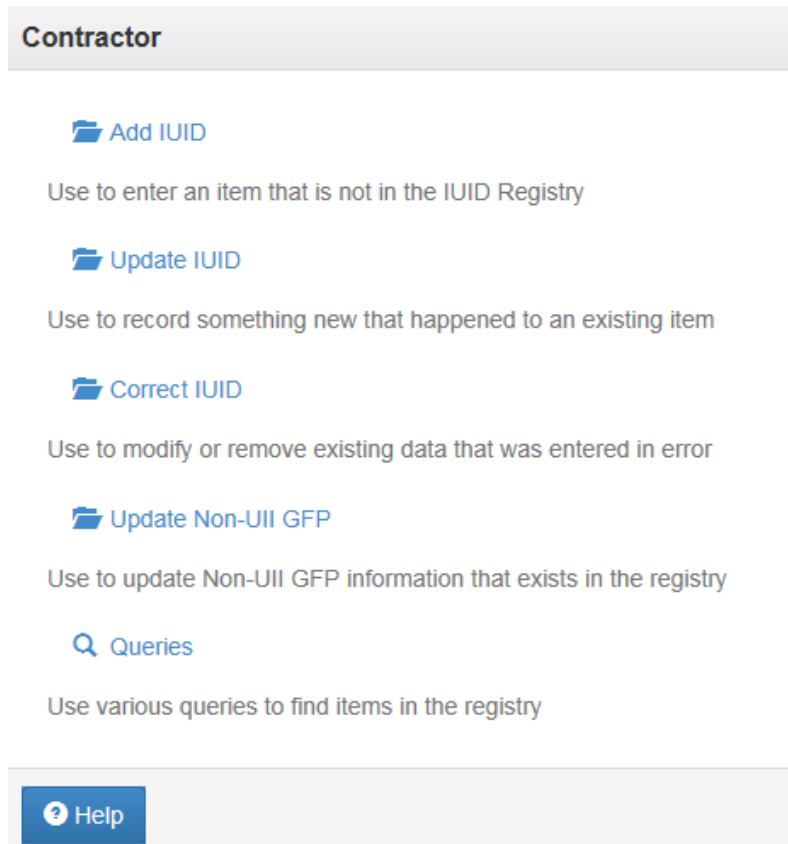 Contractor
Add IUID
Use to enter an item that is not in the IUID Registry
Update IUID
Use to record something new that happened to an existing item
Correct IUID
Use to modify or remove existing data that was entered in error
Update Non-UII GFP
Use to update Non-UII GFP information that exists in the registry
Queries
Use various queries to find items in the registry
Help